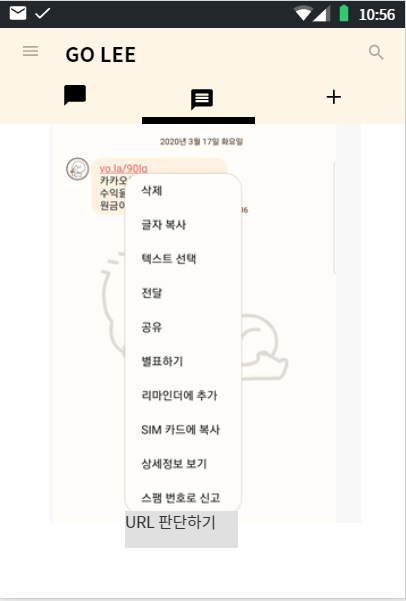 10:56
GO LEE
2020년 3월 17일 화요일
vo.la/90Ig
카카오
수익율
원금이
삭제
글자 복사
텍스트 선택
전달
공유
별표하기
리마인더에 추가
SIM 카드에 복사
상세정보 보기
스팸 번호로 신고
URL 판단하기